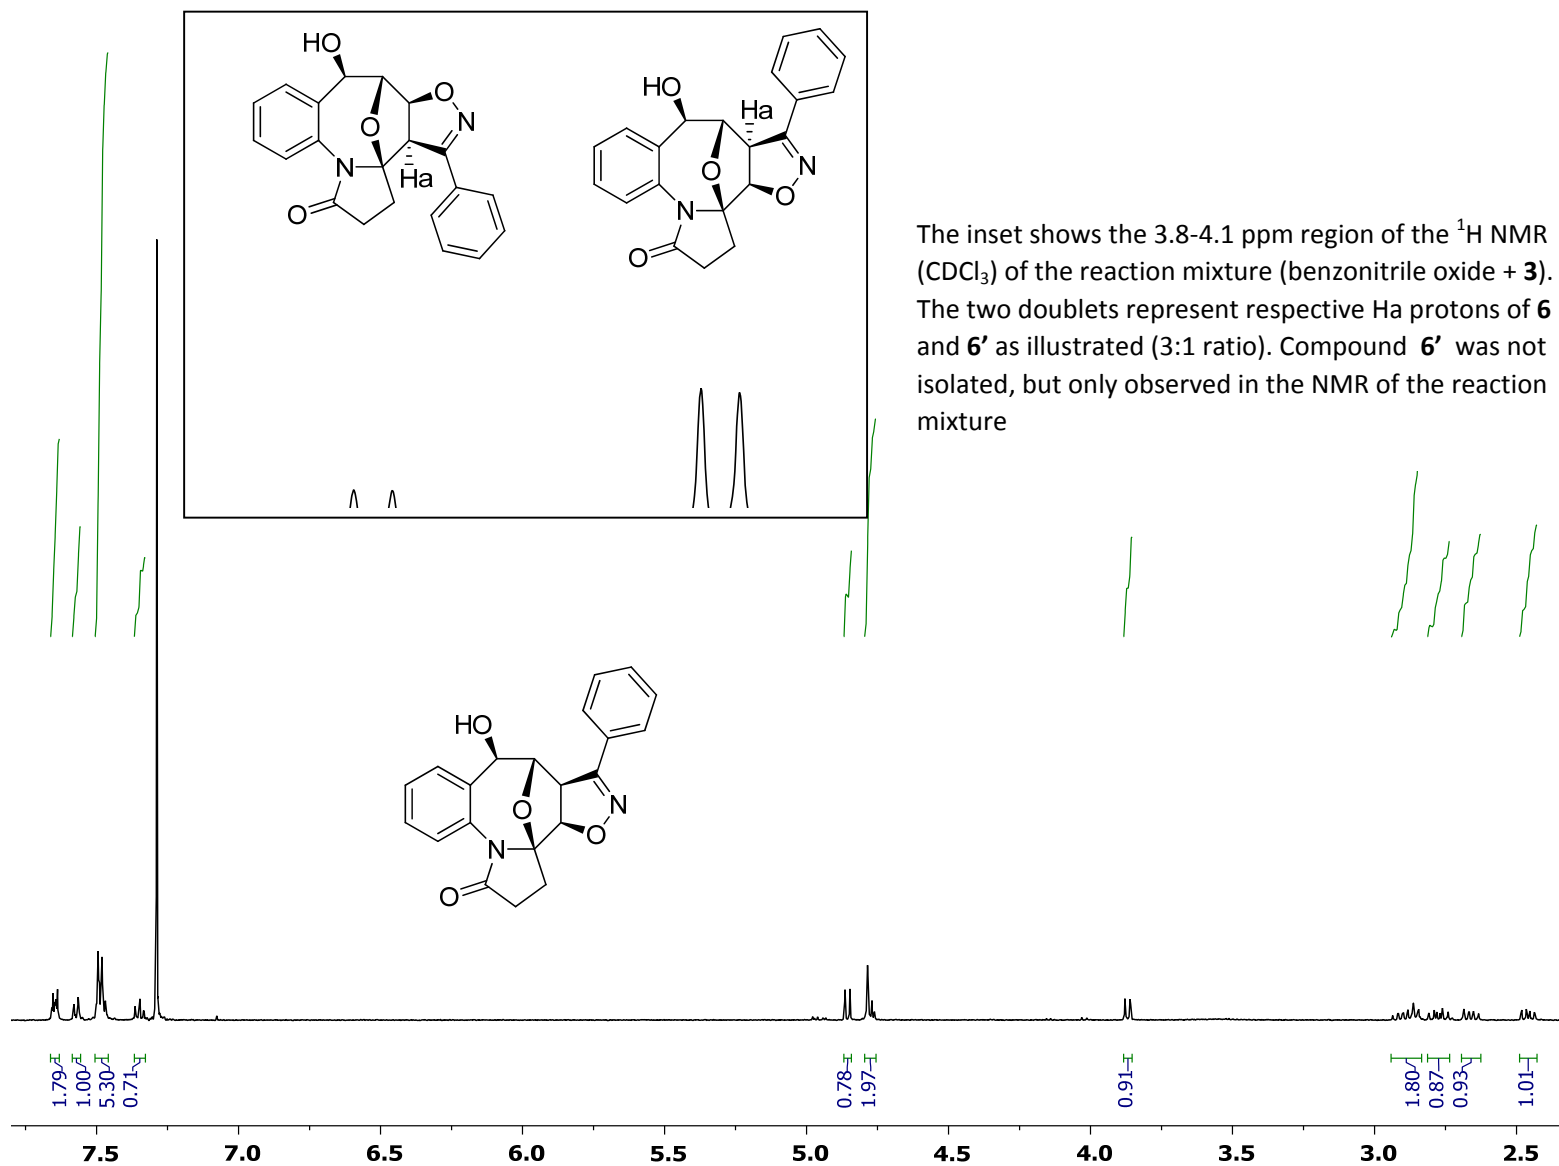 HO
O
N
O
Ha
N
O
HO
Ha
O
N
O
N
O
The inset shows the 3.8-4.1 ppm region of the ¹H NMR
(CDCl₃) of the reaction mixture (benzonitrile oxide + 3).
The two doublets represent respective Ha protons of 6
and 6’ as illustrated (3:1 ratio). Compound 6’ was not
isolated, but only observed in the NMR of the reaction
mixture
HO
O
N
O
N
O
1.79 1.00 5.30 0.71 0.78 1.97 0.91 1.80 0.87 0.93 1.01
7.5 7.0 6.5 6.0 5.5 5.0 4.5 4.0 3.5 3.0 2.5